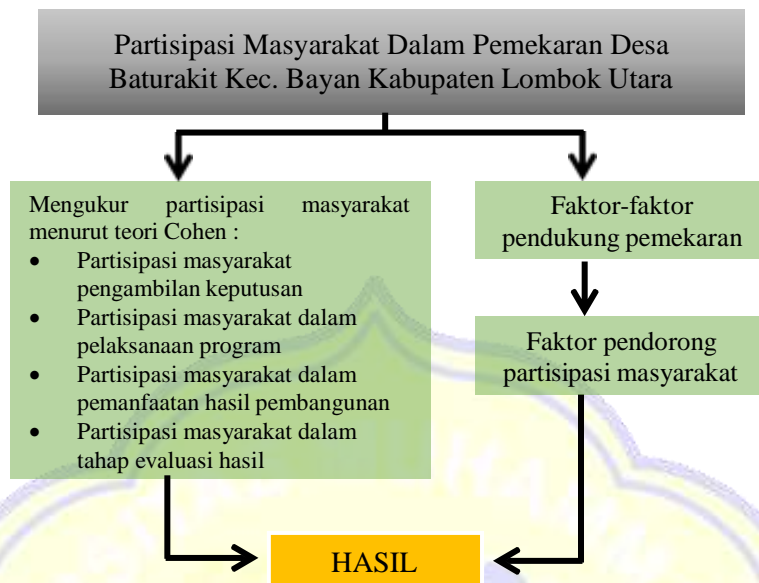 Partisipasi Masyarakat Dalam Pemekaran Desa
Baturakit Kec. Bayan Kabupaten Lombok Utara
Mengukur partisipasi masyarakat
menurut teori Cohen :
• Partisipasi masyarakat
pengambilan keputusan
• Partisipasi masyarakat dalam
pelaksanaan program
• Partisipasi masyarakat dalam
pemanfaatan hasil pembangunan
• Partisipasi masyarakat dalam
tahap evaluasi hasil
Faktor-faktor
pendukung pemekaran
Faktor pendorong
partisipasi masyarakat
HASIL